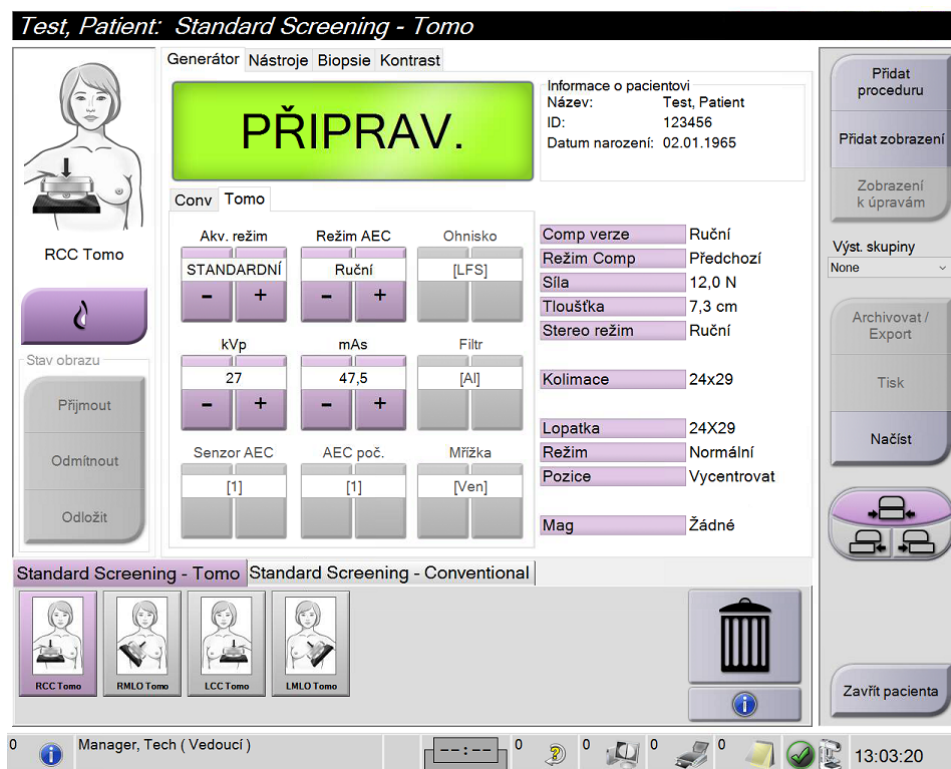 Test, Patient: Standard Screening - Tomo
Generátor Nástroje Biopsie Kontrast
PŘIPRAV.
Informace o pacientovi
Název: Test, Patient
ID: 123456
Datum narození: 02.01.1965
RCC Tomo
Stav obrazu
Přijmout
Odmítnout
Odložit
Conv Tomo
Akv. režim Režim AEC Ohnisko
STANDARDNÍ Ruční [LFS]
- + - +
kVp mAs Filtr
27 47,5 [Al]
- + - +
Senzor AEC AEC poč. Mřížka
[1] [1] [Ven]
Comp verze Ruční
Režim Comp Předchozí
Síla 12,0 N
Tloušťka 7,3 cm
Stereo režim Ruční
Kolimace 24x29
Lopatka 24X29
Režim Normální
Pozice Vycentrovat
Mag Žádné
Přidat
proceduru
Přidat zobrazení
Zobrazení
k úpravám
Výst. skupiny
None
Archivovat /
Export
Tisk
Načíst
Zavřít pacienta
Standard Screening - Tomo Standard Screening - Conventional
RCC Tomo RMLO Tomo LCC Tomo LMLO Tomo
0 Manager, Tech ( Vedoucí ) --:-- 0 0 0 0 13:03:20